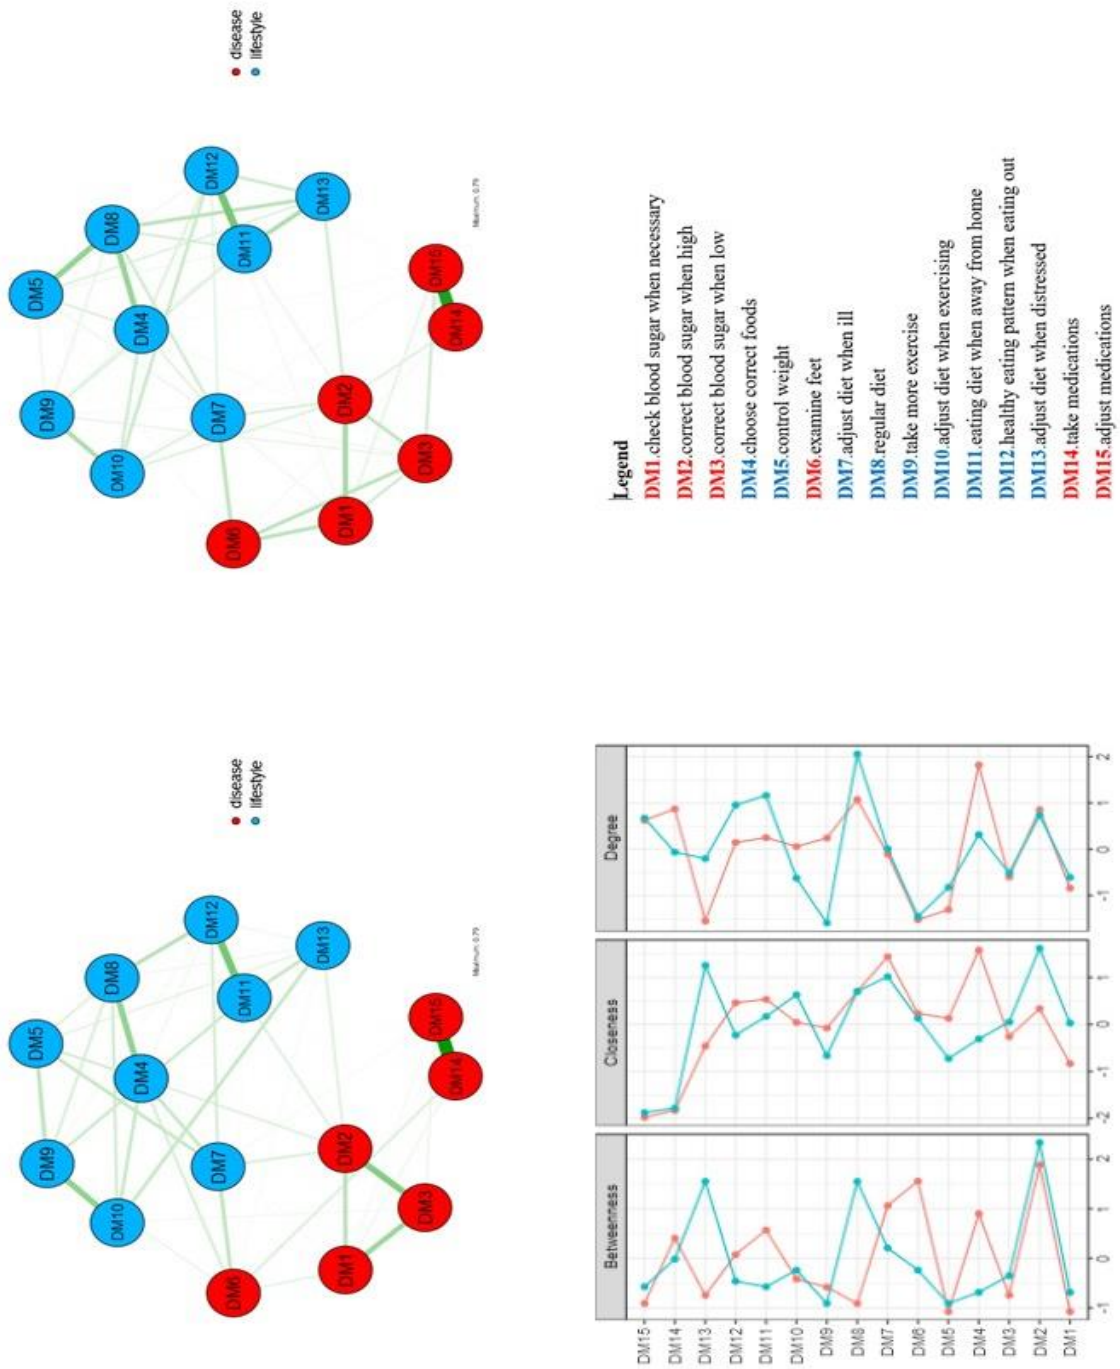 disease
lifestyle
DM5
DM8
DM12
DM9
DM4
DM11
DM10
DM13
DM7
DM6
DM2
DM1
DM3
DM15
DM14
Maximum: 0.79
disease
lifestyle
DM5
DM8
DM12
DM9
DM4
DM11
DM10
DM13
DM7
DM6
DM2
DM1
DM3
DM15
DM14
Maximum: 0.79
Betweenness
Closeness
Degree
DM15
DM14
DM13
DM12
DM11
DM10
DM9
DM8
DM7
DM6
DM5
DM4
DM3
DM2
DM1
-1 0 1 2
-2 -1 0 1
-1 0 1 2
Legend
DM1.check blood sugar when necessary
DM2.correct blood sugar when high
DM3.correct blood sugar when low
DM4.choose correct foods
DM5.control weight
DM6.examine feet
DM7.adjust diet when ill
DM8.regular diet
DM9.take more exercise
DM10.adjust diet when exercising
DM11.eating diet when away from home
DM12.healthy eating pattern when eating out
DM13.adjust diet when distressed
DM14.take medications
DM15.adjust medications